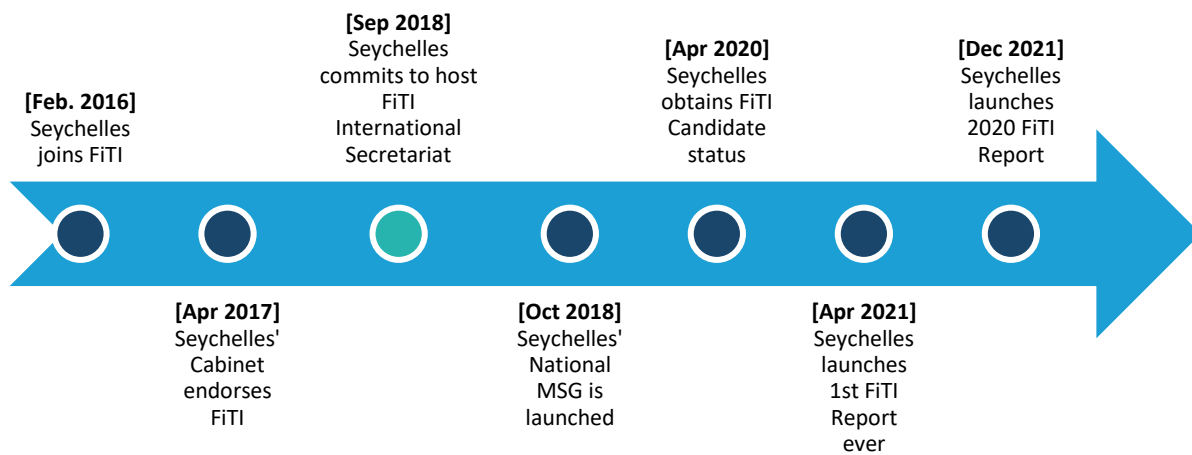 [Feb. 2016]
Seychelles
joins FiTI
[Apr 2017]
Seychelles'
Cabinet
endorses
FiTI
[Sep 2018]
Seychelles
commits to host
FiTI
International
Secretariat
[Oct 2018]
Seychelles'
National
MSG is
launched
[Apr 2020]
Seychelles
obtains FiTI
Candidate
status
[Apr 2021]
Seychelles
launches
1st FiTI
Report
ever
[Dec 2021]
Seychelles
launches
2020 FiTI
Report